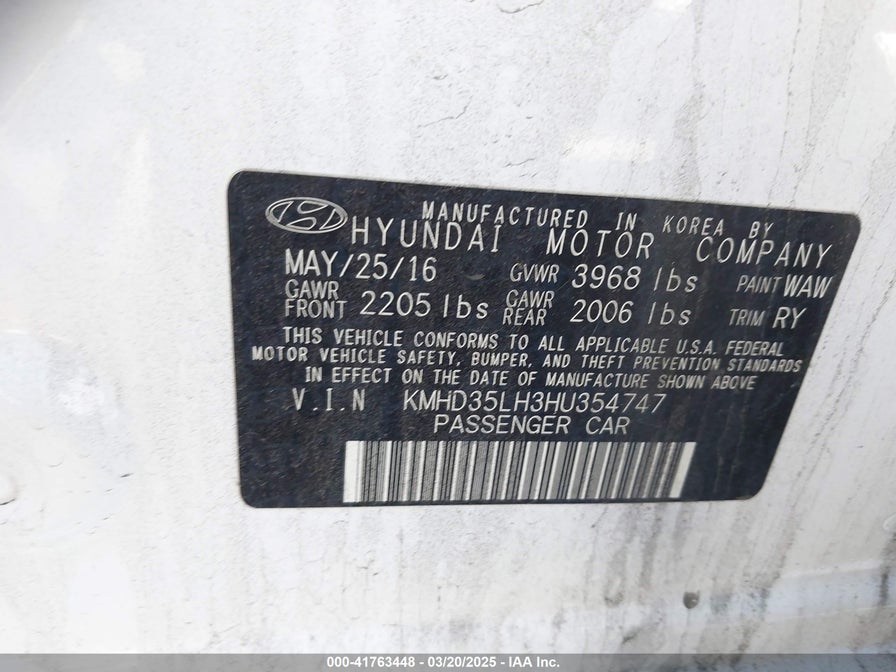 MANUFACTURED IN KOREA BY
HYUNDAI MOTOR COMPANY
MAY/25/16 GVWR 3968 lbs PAINT WAW
GAWR FRONT 2205 lbs GAWR REAR 2006 lbs TRIM RY
THIS VEHICLE CONFORMS TO ALL APPLICABLE U.S.A. FEDERAL
MOTOR VEHICLE SAFETY, BUMPER, AND THEFT PREVENTION STANDARDS
IN EFFECT ON THE DATE OF MANUFACTURE SHOWN ABOVE
V.I.N KMHD35LH3HU354747
PASSENGER CAR
000-41763448 - 03/20/2025 - IAA Inc.